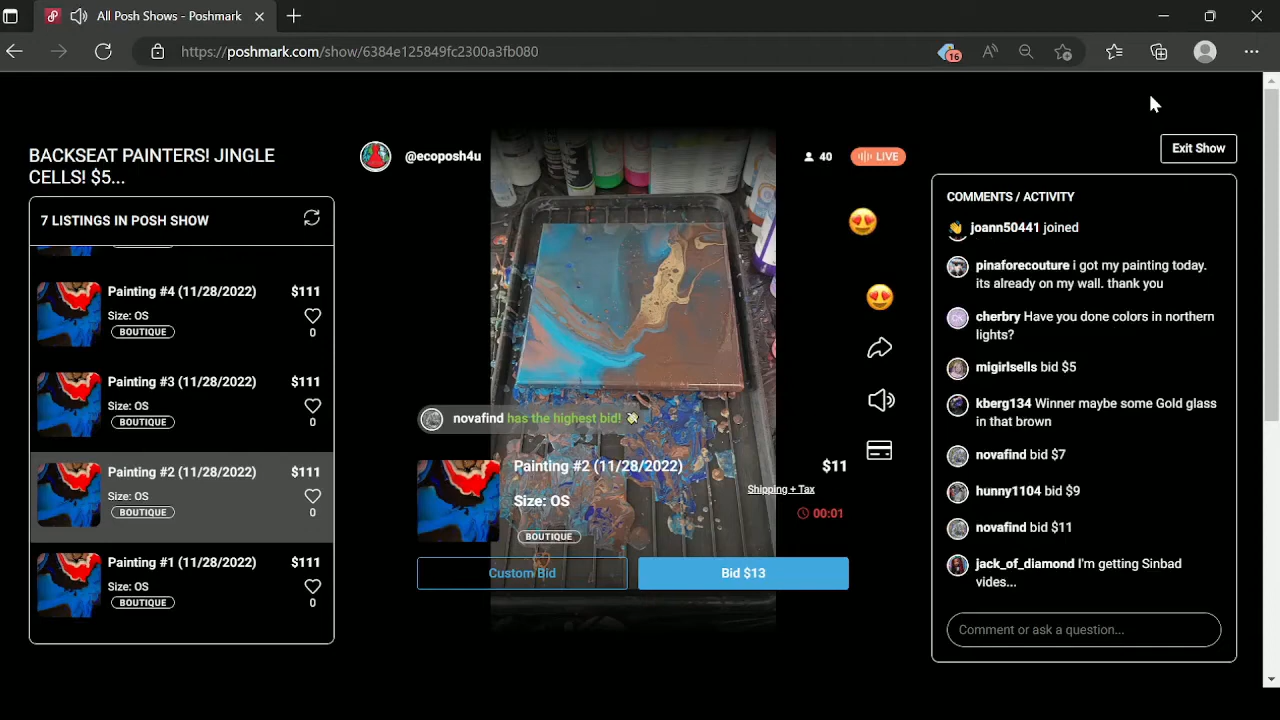 All Posh Shows - Poshmark
https://poshmark.com/show/6384e125849fc2300a3fb080
16
BACKSEAT PAINTERS! JINGLE
CELLS! $5...
7 LISTINGS IN POSH SHOW
Painting #4 (11/28/2022) $111
Size: OS
BOUTIQUE
0
Painting #3 (11/28/2022) $111
Size: OS
BOUTIQUE
0
Painting #2 (11/28/2022) $111
Size: OS
BOUTIQUE
0
Painting #1 (11/28/2022) $111
Size: OS
BOUTIQUE
0
@ecoposh4u
40
LIVE
novafind has the highest bid!
Painting #2 (11/28/2022)
$11
Size: OS
Shipping + Tax
00:01
BOUTIQUE
Custom Bid
Bid $13
Exit Show
COMMENTS / ACTIVITY
joann50441 joined
pinaforecouture i got my painting today.
its already on my wall. thank you
CK
cherbry Have you done colors in northern
lights?
migirlsells bid $5
kberg134 Winner maybe some Gold glass
in that brown
novafind bid $7
hunny1104 bid $9
novafind bid $11
jack_of_diamond I'm getting Sinbad
vides...
Comment or ask a question...